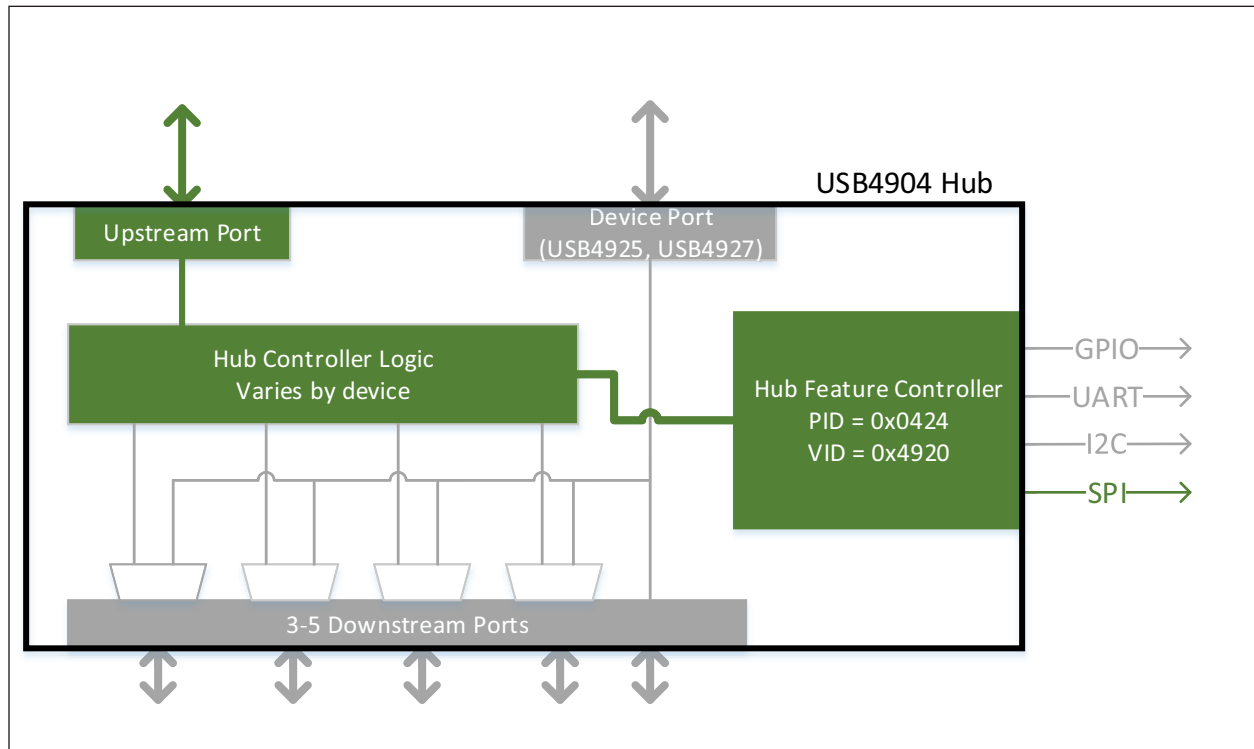 USB4904 Hub
Upstream Port
Device Port
(USB4925, USB4927)
Hub Controller Logic
Varies by device
Hub Feature Controller
PID = 0x0424
VID = 0x4920
GPIO
UART
I2C
SPI
3-5 Downstream Ports